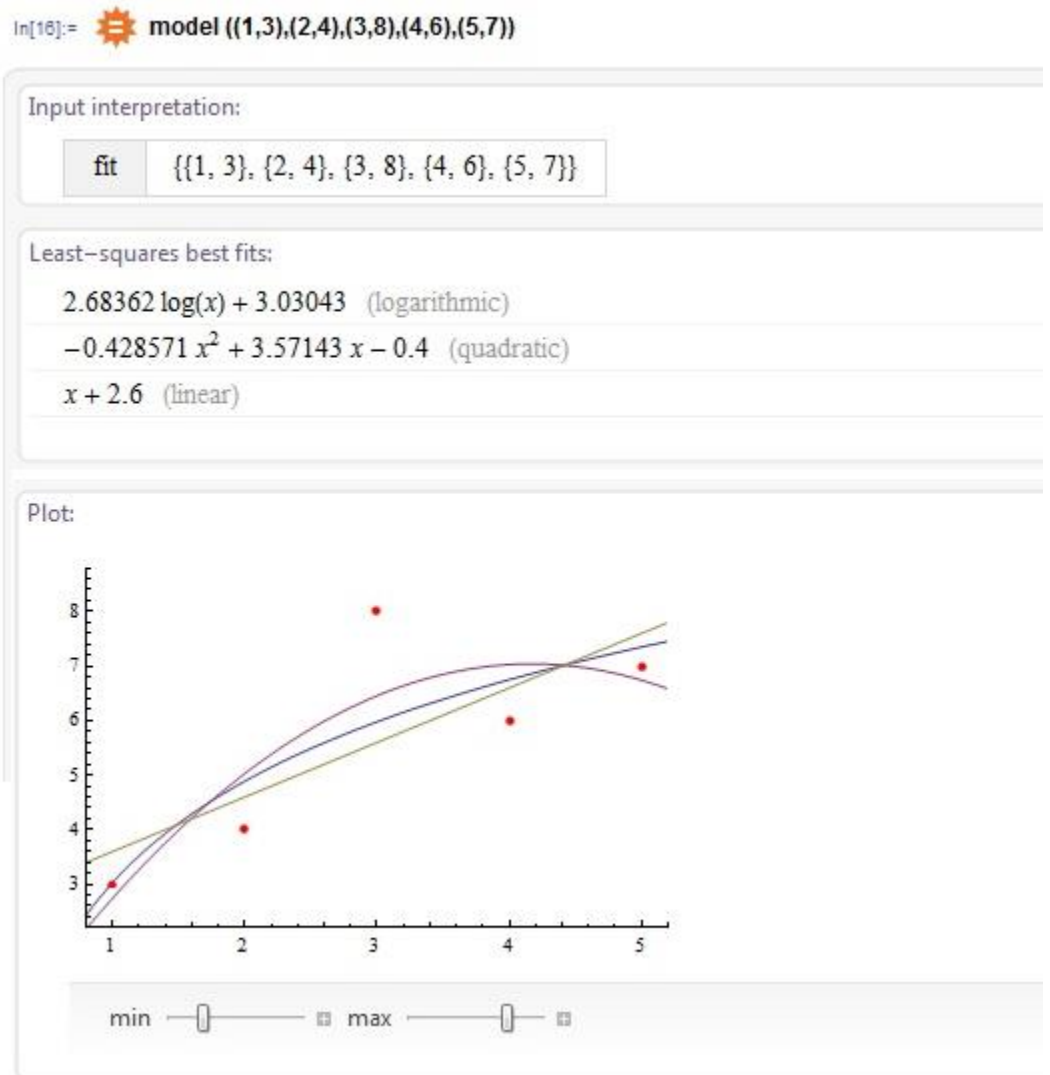 In[16]:= model ((1,3),(2,4),(3,8),(4,6),(5,7))
Input interpretation:
fit {{1, 3}, {2, 4}, {3, 8}, {4, 6}, {5, 7}}
Least–squares best fits:
2.68362 log(x) + 3.03043 (logarithmic)
−0.428571 x² + 3.57143 x − 0.4 (quadratic)
x + 2.6 (linear)
Plot:
8
7
6
5
4
3
1 2 3 4 5
min max